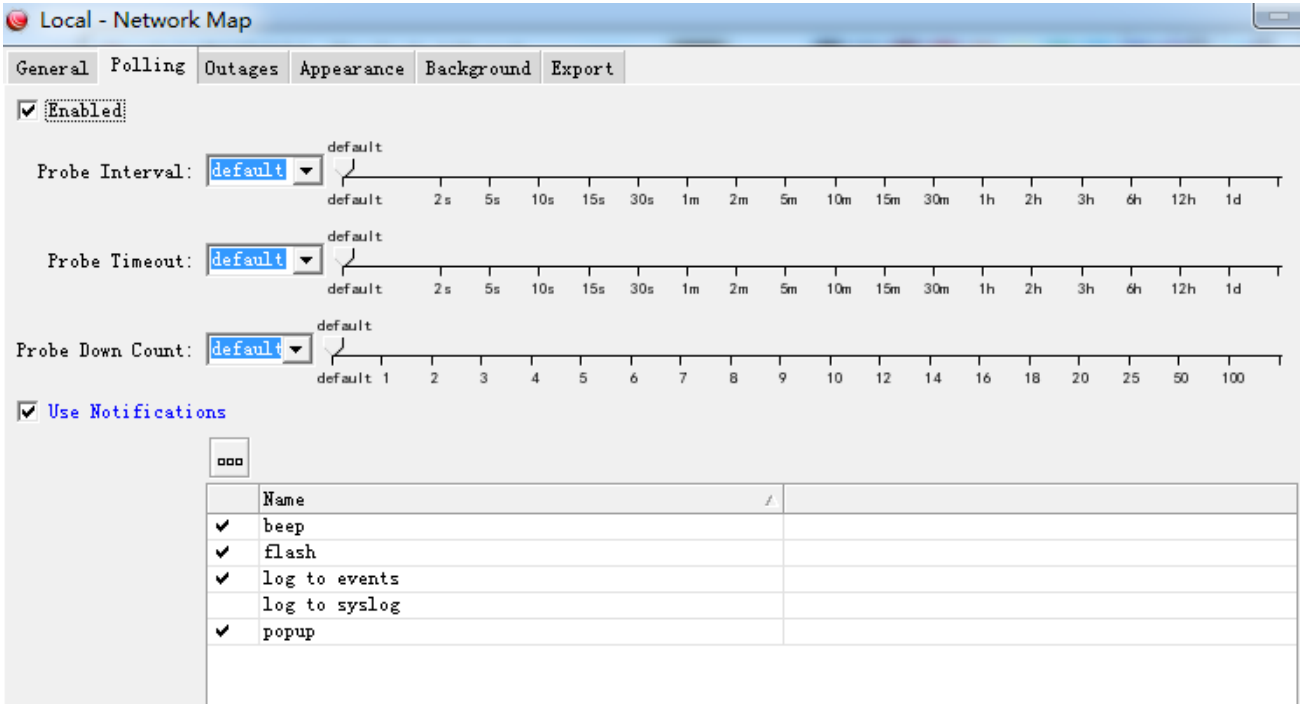 Local - Network Map
General Polling Outages Appearance Background Export
Enabled
default
Probe Interval: default
default 2s 5s 10s 15s 30s 1m 2m 5m 10m 15m 30m 1h 2h 3h 6h 12h 1d
default
Probe Timeout: default
default 2s 5s 10s 15s 30s 1m 2m 5m 10m 15m 30m 1h 2h 3h 6h 12h 1d
default
Probe Down Count: default
default 1 2 3 4 5 6 7 8 9 10 12 14 16 18 20 25 50 100
Use Notifications
Name
beep
flash
log to events
log to syslog
popup